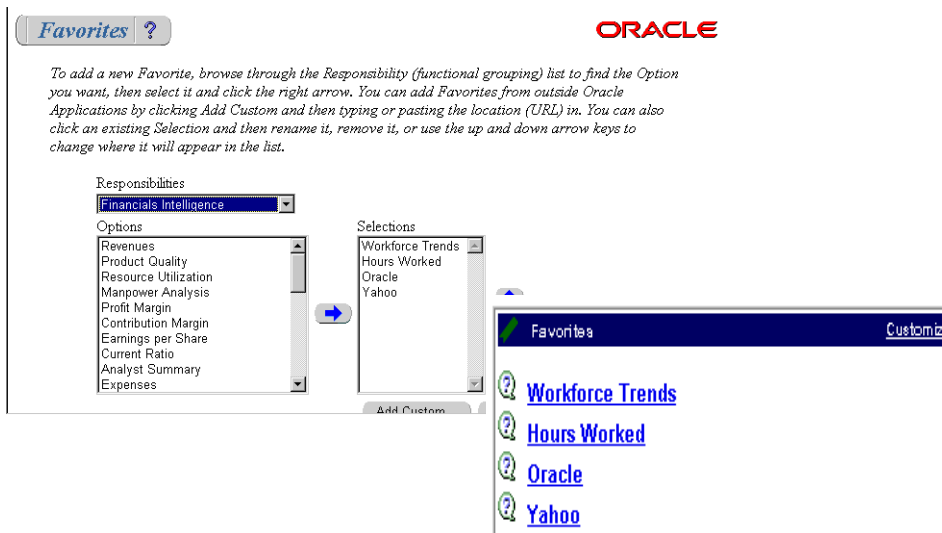 Favorites ?
ORACLE
To add a new Favorite, browse through the Responsibility (functional grouping) list to find the Option
you want, then select it and click the right arrow. You can add Favorites from outside Oracle
Applications by clicking Add Custom and then typing or pasting the location (URL) in. You can also
click an existing Selection and then rename it, remove it, or use the up and down arrow keys to
change where it will appear in the list.
Responsibilities
Financials Intelligence
Options
Revenues
Product Quality
Resource Utilization
Manpower Analysis
Profit Margin
Contribution Margin
Earnings per Share
Current Ratio
Analyst Summary
Expenses
Selections
Workforce Trends
Hours Worked
Oracle
Yahoo
Add Custom
Favorites
Customiz
Workforce Trends
Hours Worked
Oracle
Yahoo